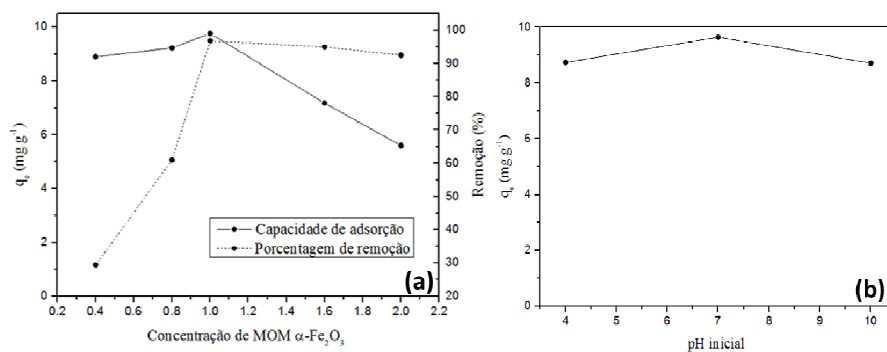 10
8
6
4
2
0
qₑ (mg g⁻¹)
100
90
80
70
60
50
40
30
20
Remoção (%)
Capacidade de adsorção
Porcentagem de remoção
(a)
0.2 0.4 0.6 0.8 1.0 1.2 1.4 1.6 1.8 2.0 2.2
Concentração de MOM α-Fe₂O₃
10
8
6
4
2
0
qₑ (mg g⁻¹)
(b)
4 5 6 7 8 9 10
pH inicial